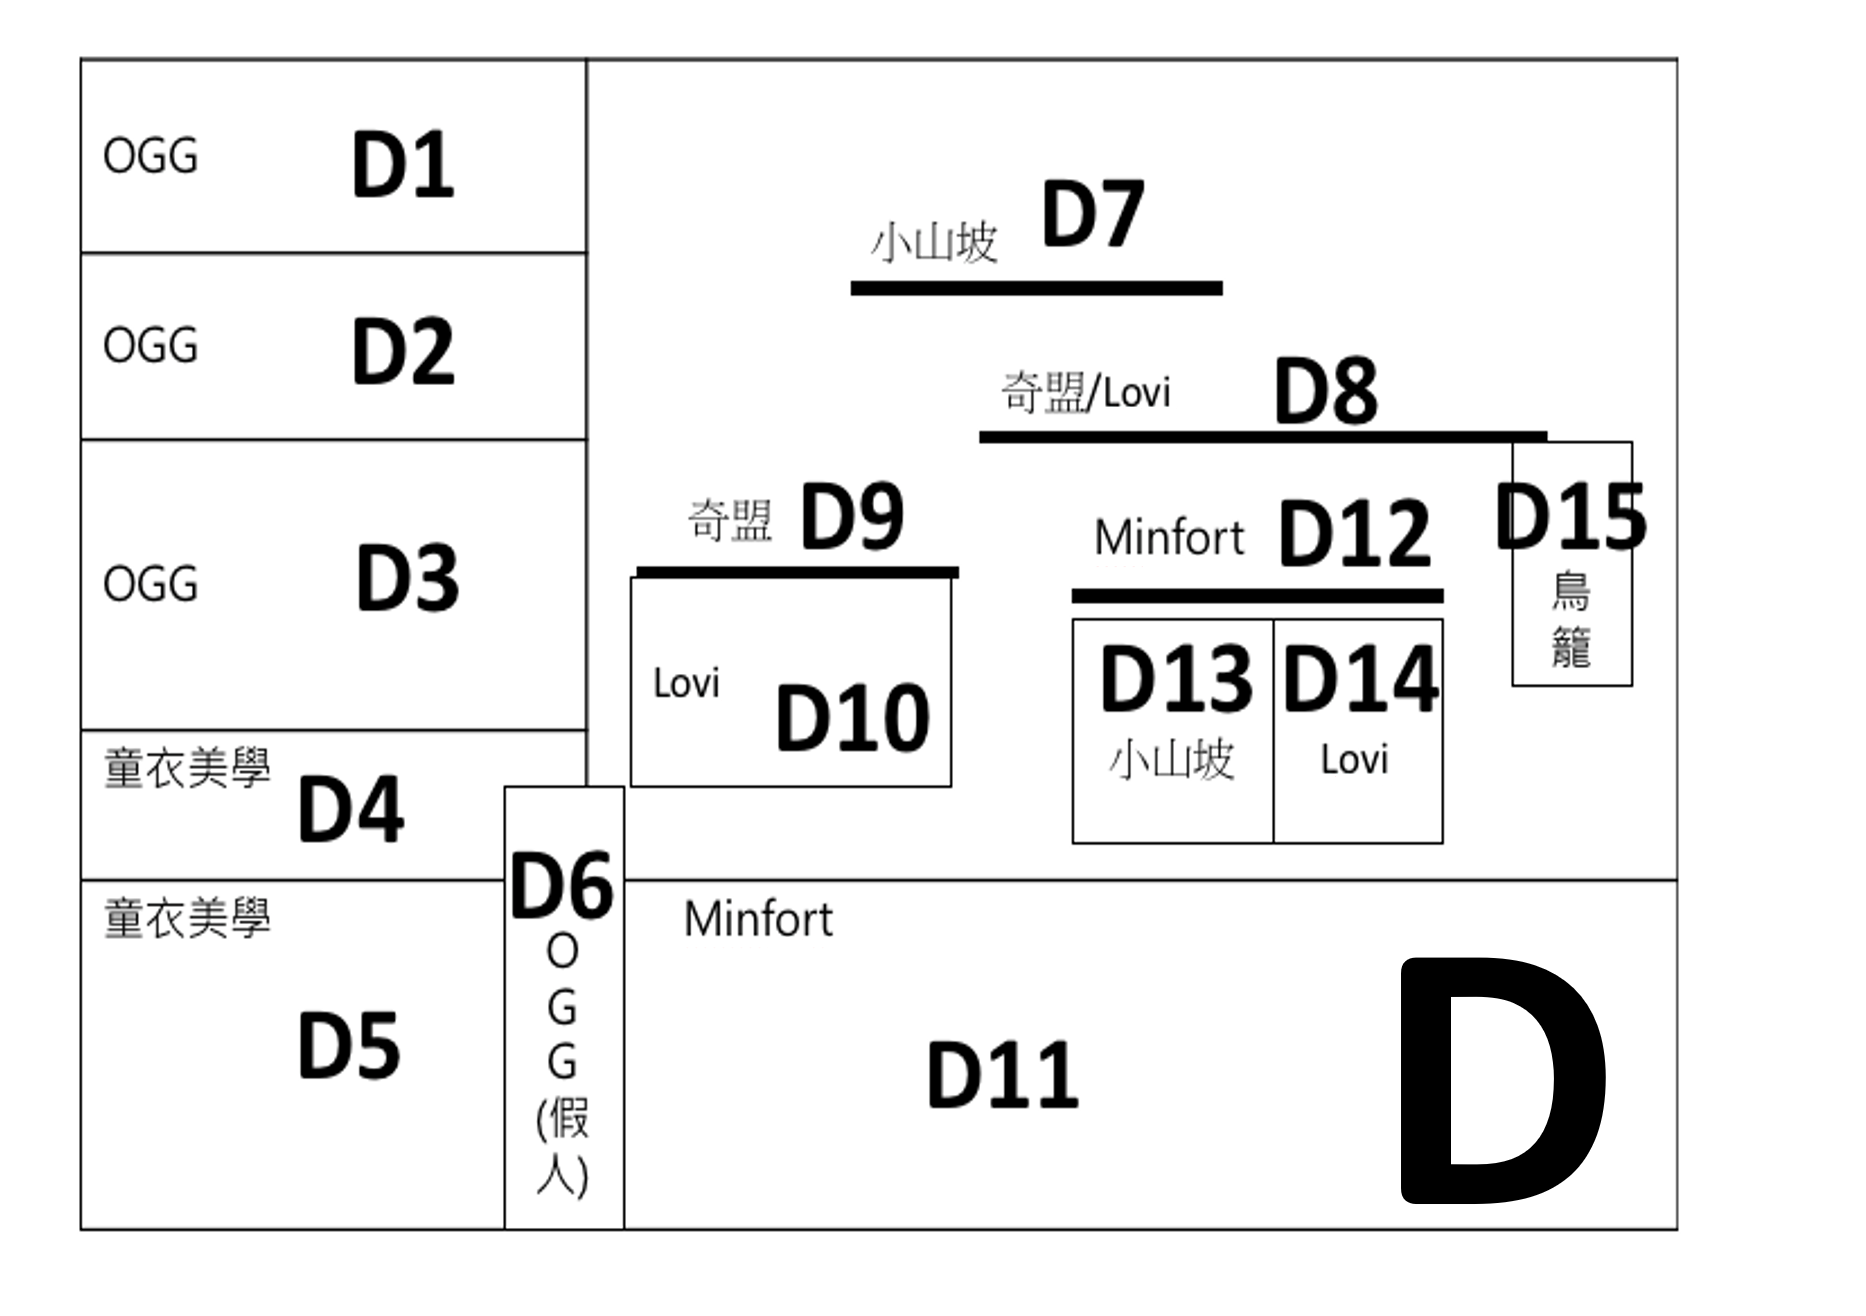 OGG D1
OGG D2
OGG D3
童衣美學 D4
童衣美學
D5
D6
O
G
G
(假
人)
小山坡 D7
奇盟/Lovi D8
奇盟 D9
Lovi D10
Minfort D12
D13
小山坡
D14
Lovi
D15
鳥
籠
Minfort
D11
D